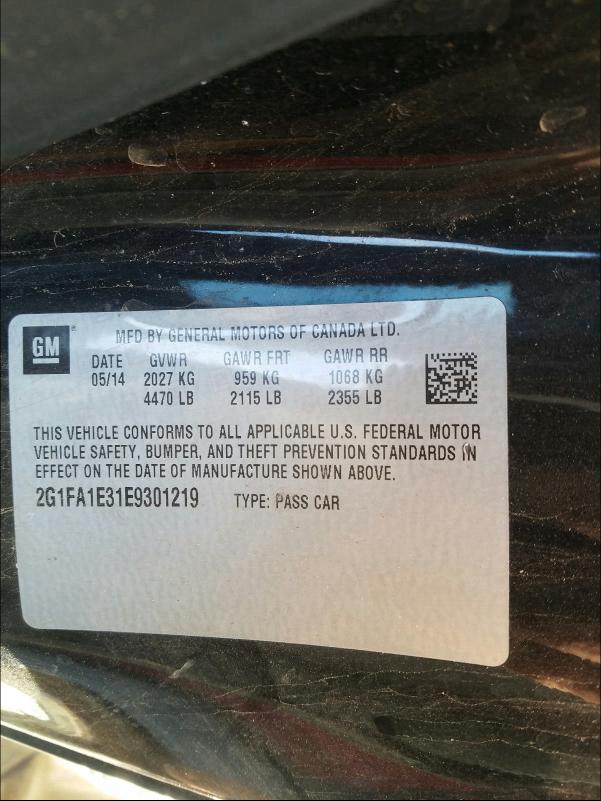 GM
MFD BY GENERAL MOTORS OF CANADA LTD.
DATE GVWR GAWR FRT GAWR RR
05/14 2027 KG 959 KG 1068 KG
4470 LB 2115 LB 2355 LB
THIS VEHICLE CONFORMS TO ALL APPLICABLE U.S. FEDERAL MOTOR
VEHICLE SAFETY, BUMPER, AND THEFT PREVENTION STANDARDS IN
EFFECT ON THE DATE OF MANUFACTURE SHOWN ABOVE.
2G1FA1E31E9301219 TYPE: PASS CAR